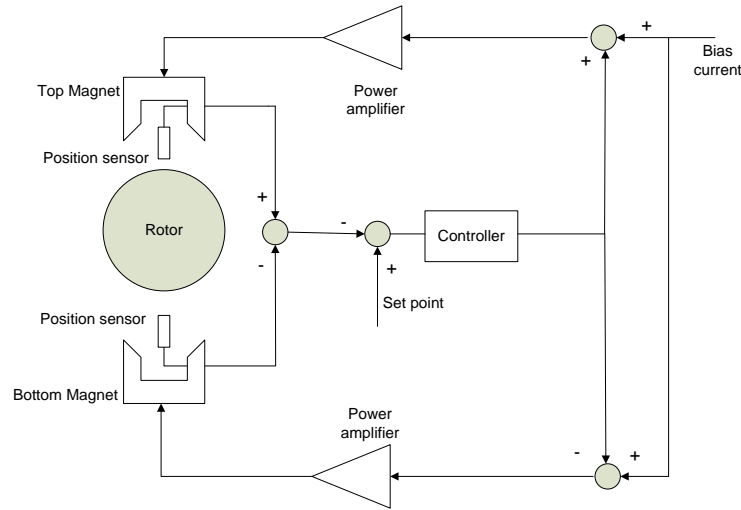 +
+
Bias
current
Power
amplifier
Top Magnet
Position sensor
+
-
+
Rotor
Controller
-
Set point
Position sensor
Bottom Magnet
Power
amplifier
-
+